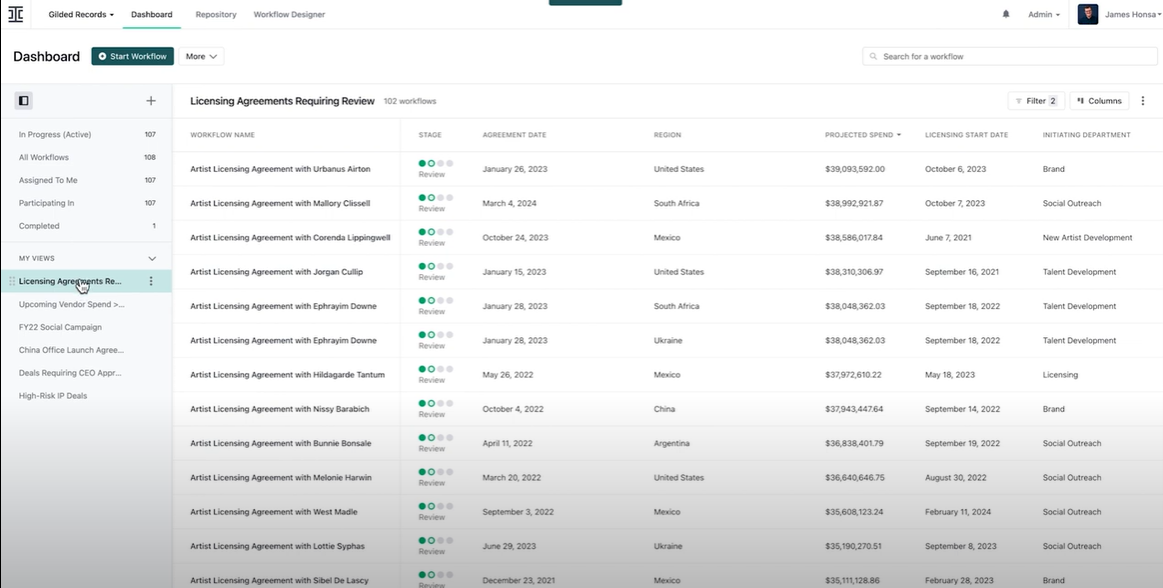 Gilded Records Dashboard Repository Workflow Designer Admin James Honsa
Dashboard Start Workflow More Search for a workflow
Licensing Agreements Requiring Review 102 workflows Filter 2 Columns
In Progress (Active) 107
All Workflows 108
Assigned To Me 107
Participating In 107
Completed 1
MY VIEWS
Licensing Agreements Re...
Upcoming Vendor Spend >...
FY22 Social Campaign
China Office Launch Agree...
Deals Requiring CEO Appr...
High-Risk IP Deals
WORKFLOW NAME STAGE AGREEMENT DATE REGION PROJECTED SPEND LICENSING START DATE INITIATING DEPARTMENT
Artist Licensing Agreement with Urbanus Airton Review January 26, 2023 United States $39,093,592.00 October 6, 2023 Brand
Artist Licensing Agreement with Mallory Clissell Review March 4, 2024 South Africa $38,992,921.87 October 7, 2023 Social Outreach
Artist Licensing Agreement with Corenda Lippingwell Review October 24, 2023 Mexico $38,586,017.84 June 7, 2021 New Artist Development
Artist Licensing Agreement with Jorgan Cullip Review January 15, 2023 United States $38,310,306.97 September 16, 2021 Talent Development
Artist Licensing Agreement with Ephrayim Downe Review January 28, 2023 South Africa $38,048,362.03 September 18, 2022 Talent Development
Artist Licensing Agreement with Ephrayim Downe Review January 28, 2023 Ukraine $38,048,362.03 September 18, 2022 Talent Development
Artist Licensing Agreement with Hildagarde Tantum Review May 26, 2022 Mexico $37,972,610.22 May 18, 2023 Licensing
Artist Licensing Agreement with Nissy Barabich Review October 4, 2022 China $37,943,447.64 September 14, 2022 Brand
Artist Licensing Agreement with Bunnie Bonsale Review April 11, 2022 Argentina $36,838,401.79 September 19, 2022 Social Outreach
Artist Licensing Agreement with Melonie Harwin Review March 20, 2022 United States $36,640,646.75 August 30, 2022 Social Outreach
Artist Licensing Agreement with West Madle Review September 3, 2022 Mexico $35,608,123.24 February 11, 2024 Social Outreach
Artist Licensing Agreement with Lottie Syphas Review June 29, 2023 Ukraine $35,190,270.51 September 8, 2023 Social Outreach
Artist Licensing Agreement with Sibel De Lascy Review December 23, 2021 Mexico $35,111,128.86 February 28, 2023 Brand